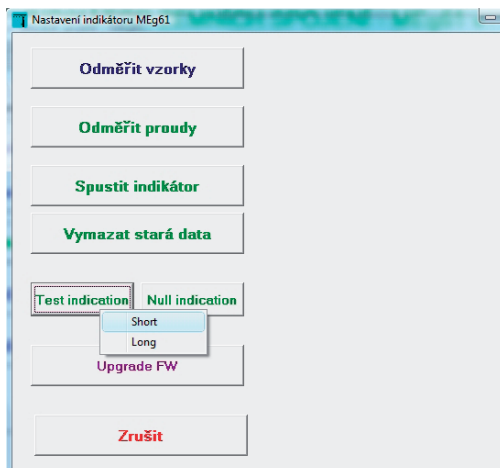 Nastavení indikátoru MEg61
Odměřit vzorky
Odměřit proudy
Spustit indikátor
Vymazat stará data
Test indication Null indication
Short
Long
Upgrade FW
Zrušit